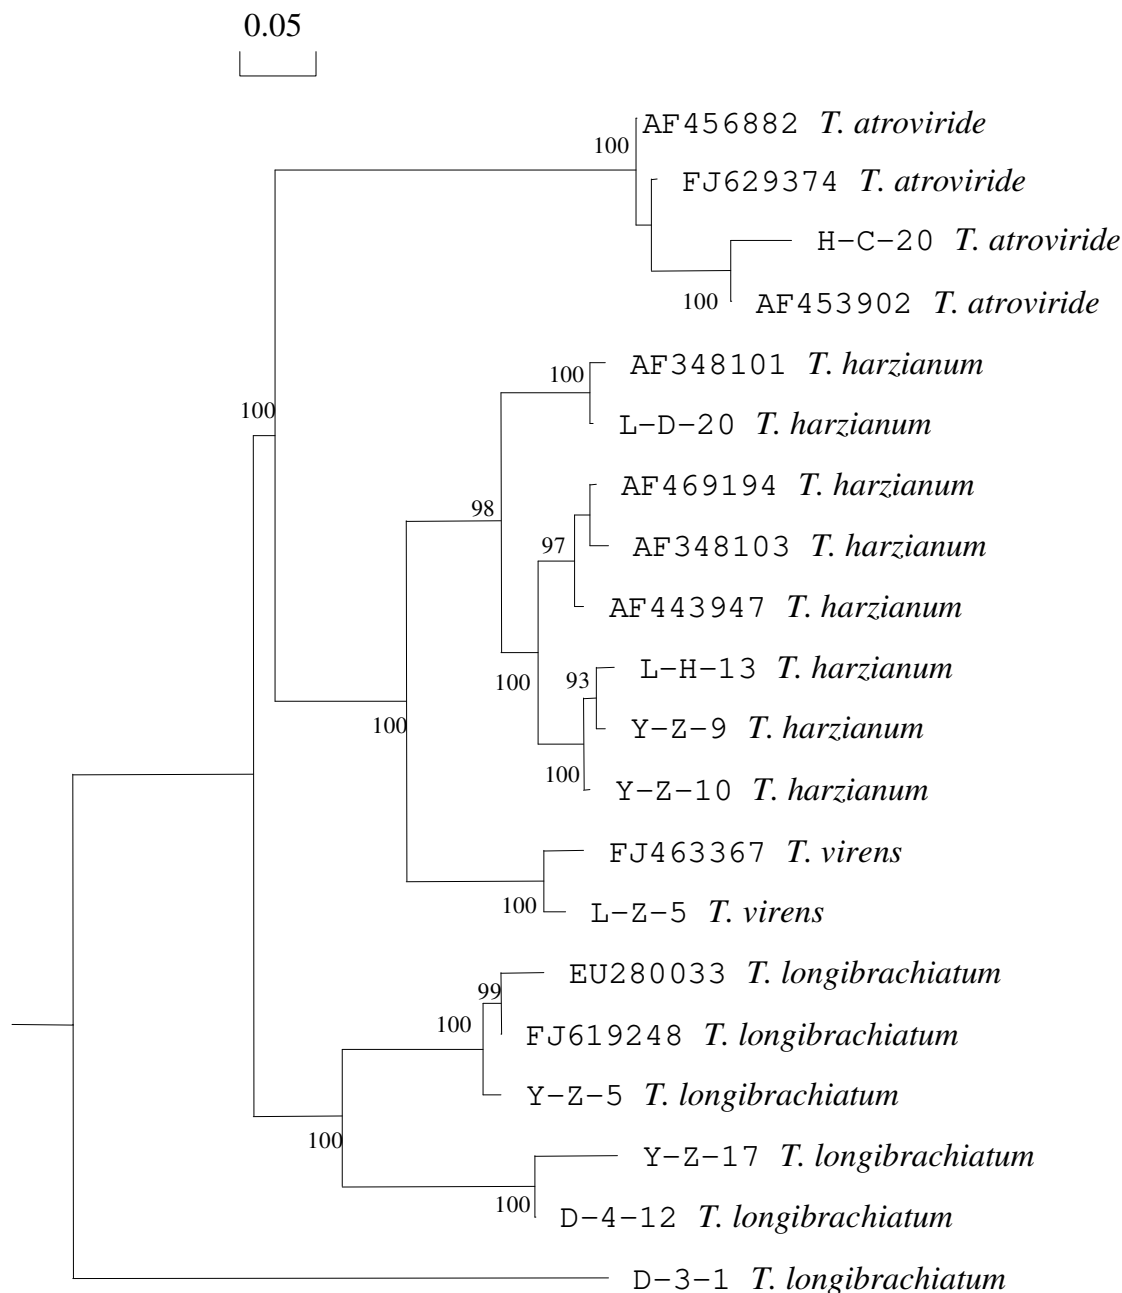 0.05
AF456882 T. atroviride
100
FJ629374 T. atroviride
H-C-20 T. atroviride
100 AF453902 T. atroviride
AF348101 T. harzianum
100
100
L-D-20 T. harzianum
AF469194 T. harzianum
98
97 AF348103 T. harzianum
AF443947 T. harzianum
L-H-13 T. harzianum
100 93
100 Y-Z-9 T. harzianum
100 Y-Z-10 T. harzianum
FJ463367 T. virens
100 L-Z-5 T. virens
EU280033 T. longibrachiatum
99
100 FJ619248 T. longibrachiatum
Y-Z-5 T. longibrachiatum
100
Y-Z-17 T. longibrachiatum
100 D-4-12 T. longibrachiatum
D-3-1 T. longibrachiatum